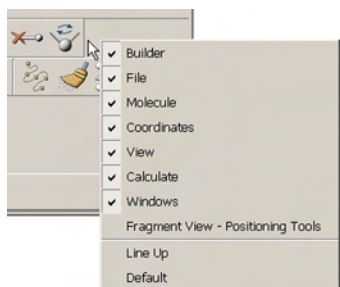 Builder
File
Molecule
Coordinates
View
Calculate
Windows
Fragment View - Positioning Tools
Line Up
Default